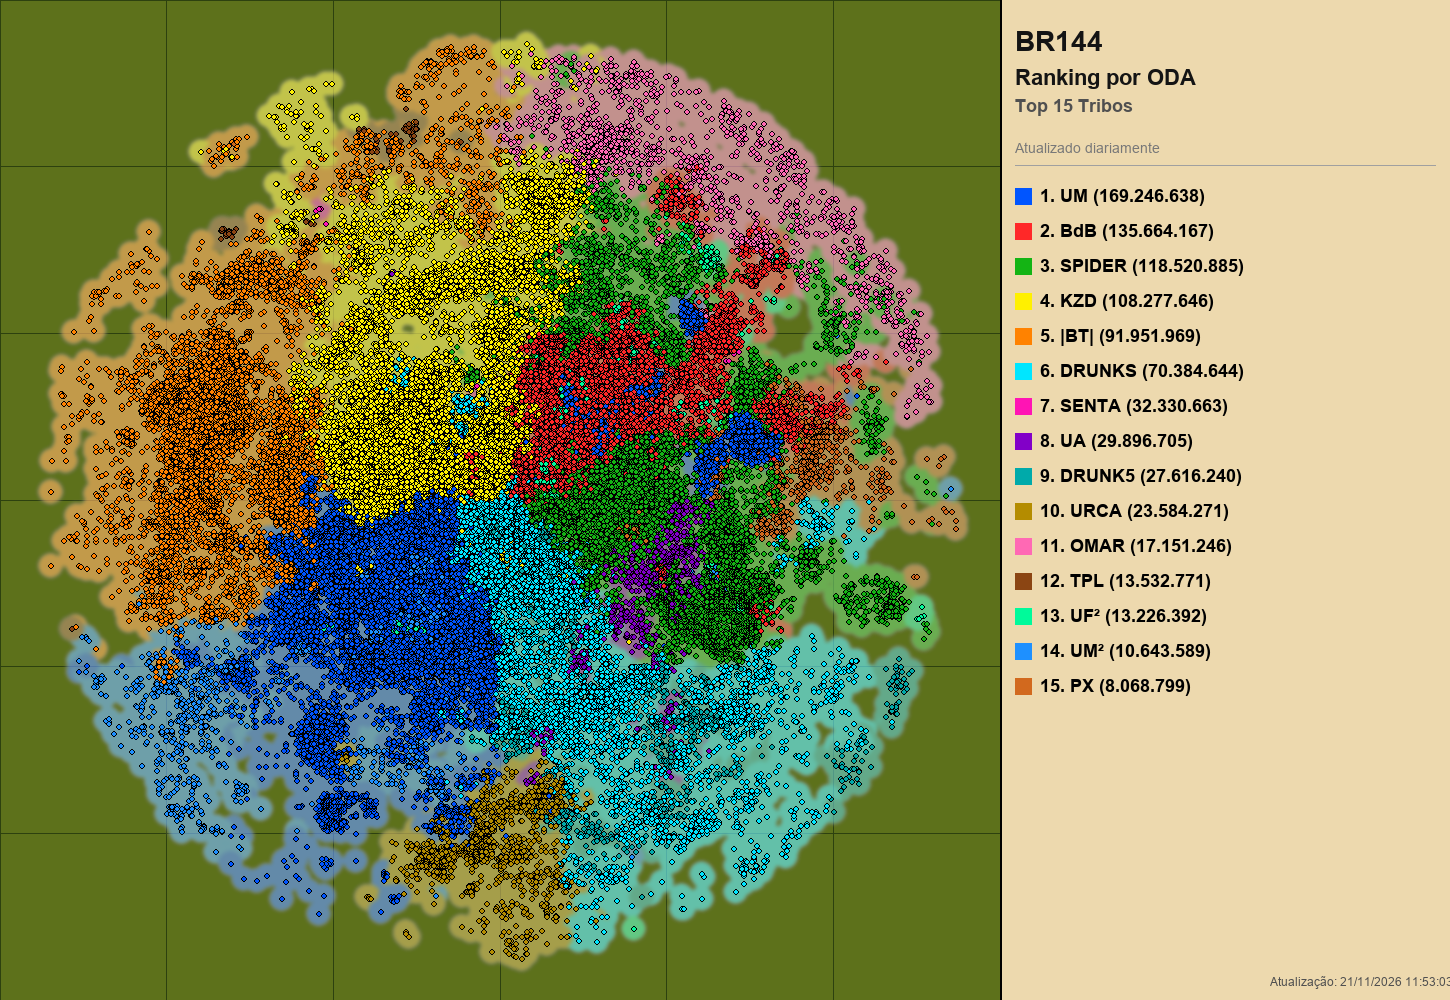 BR144
Ranking por ODA
Top 15 Tribos
Atualizado diariamente
1. UM (169.246.638)
2. BdB (135.664.167)
3. SPIDER (118.520.885)
4. KZD (108.277.646)
5. |BT| (91.951.969)
6. DRUNKS (70.384.644)
7. SENTA (32.330.663)
8. UA (29.896.705)
9. DRUNK5 (27.616.240)
10. URCA (23.584.271)
11. OMAR (17.151.246)
12. TPL (13.532.771)
13. UF² (13.226.392)
14. UM² (10.643.589)
15. PX (8.068.799)
Atualização: 21/11/2026 11:53:03